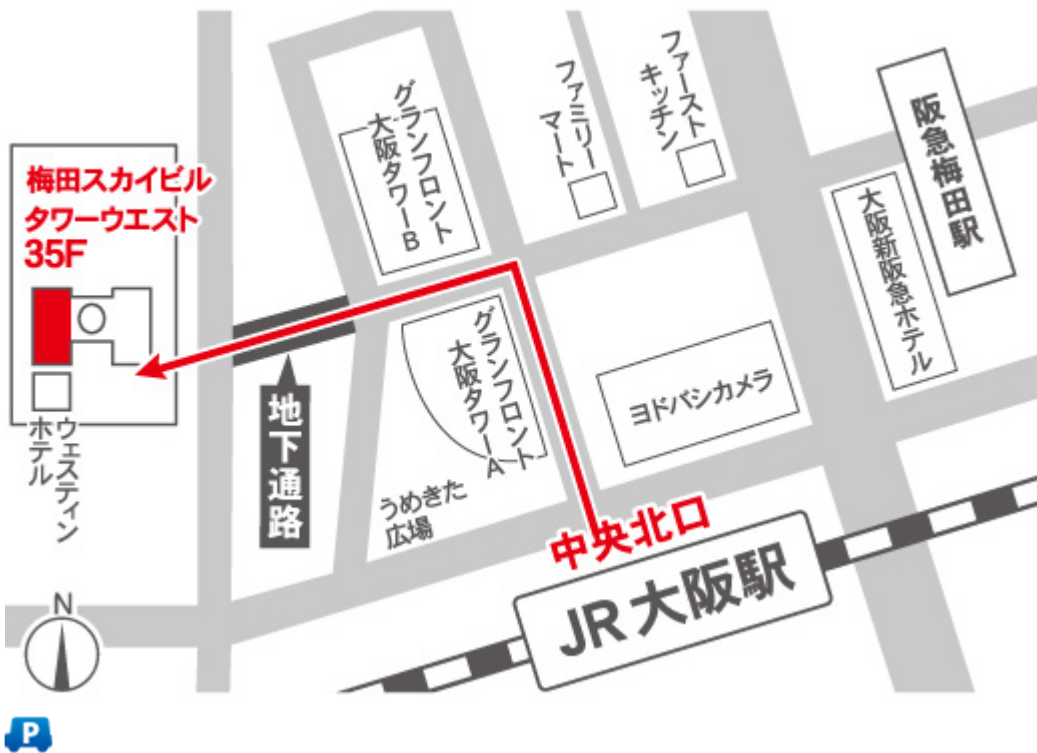 梅田スカイビル
タワーウエスト
35F
ウェスティン
ホテル
地下通路
グランフロント
大阪タワーB
グランフロント
大阪タワーA
うめきた
広場
ファミリー
マート
ファースト
キッチン
ヨドバシカメラ
大阪新阪急ホテル
阪急梅田駅
中央北口
JR大阪駅
N
P